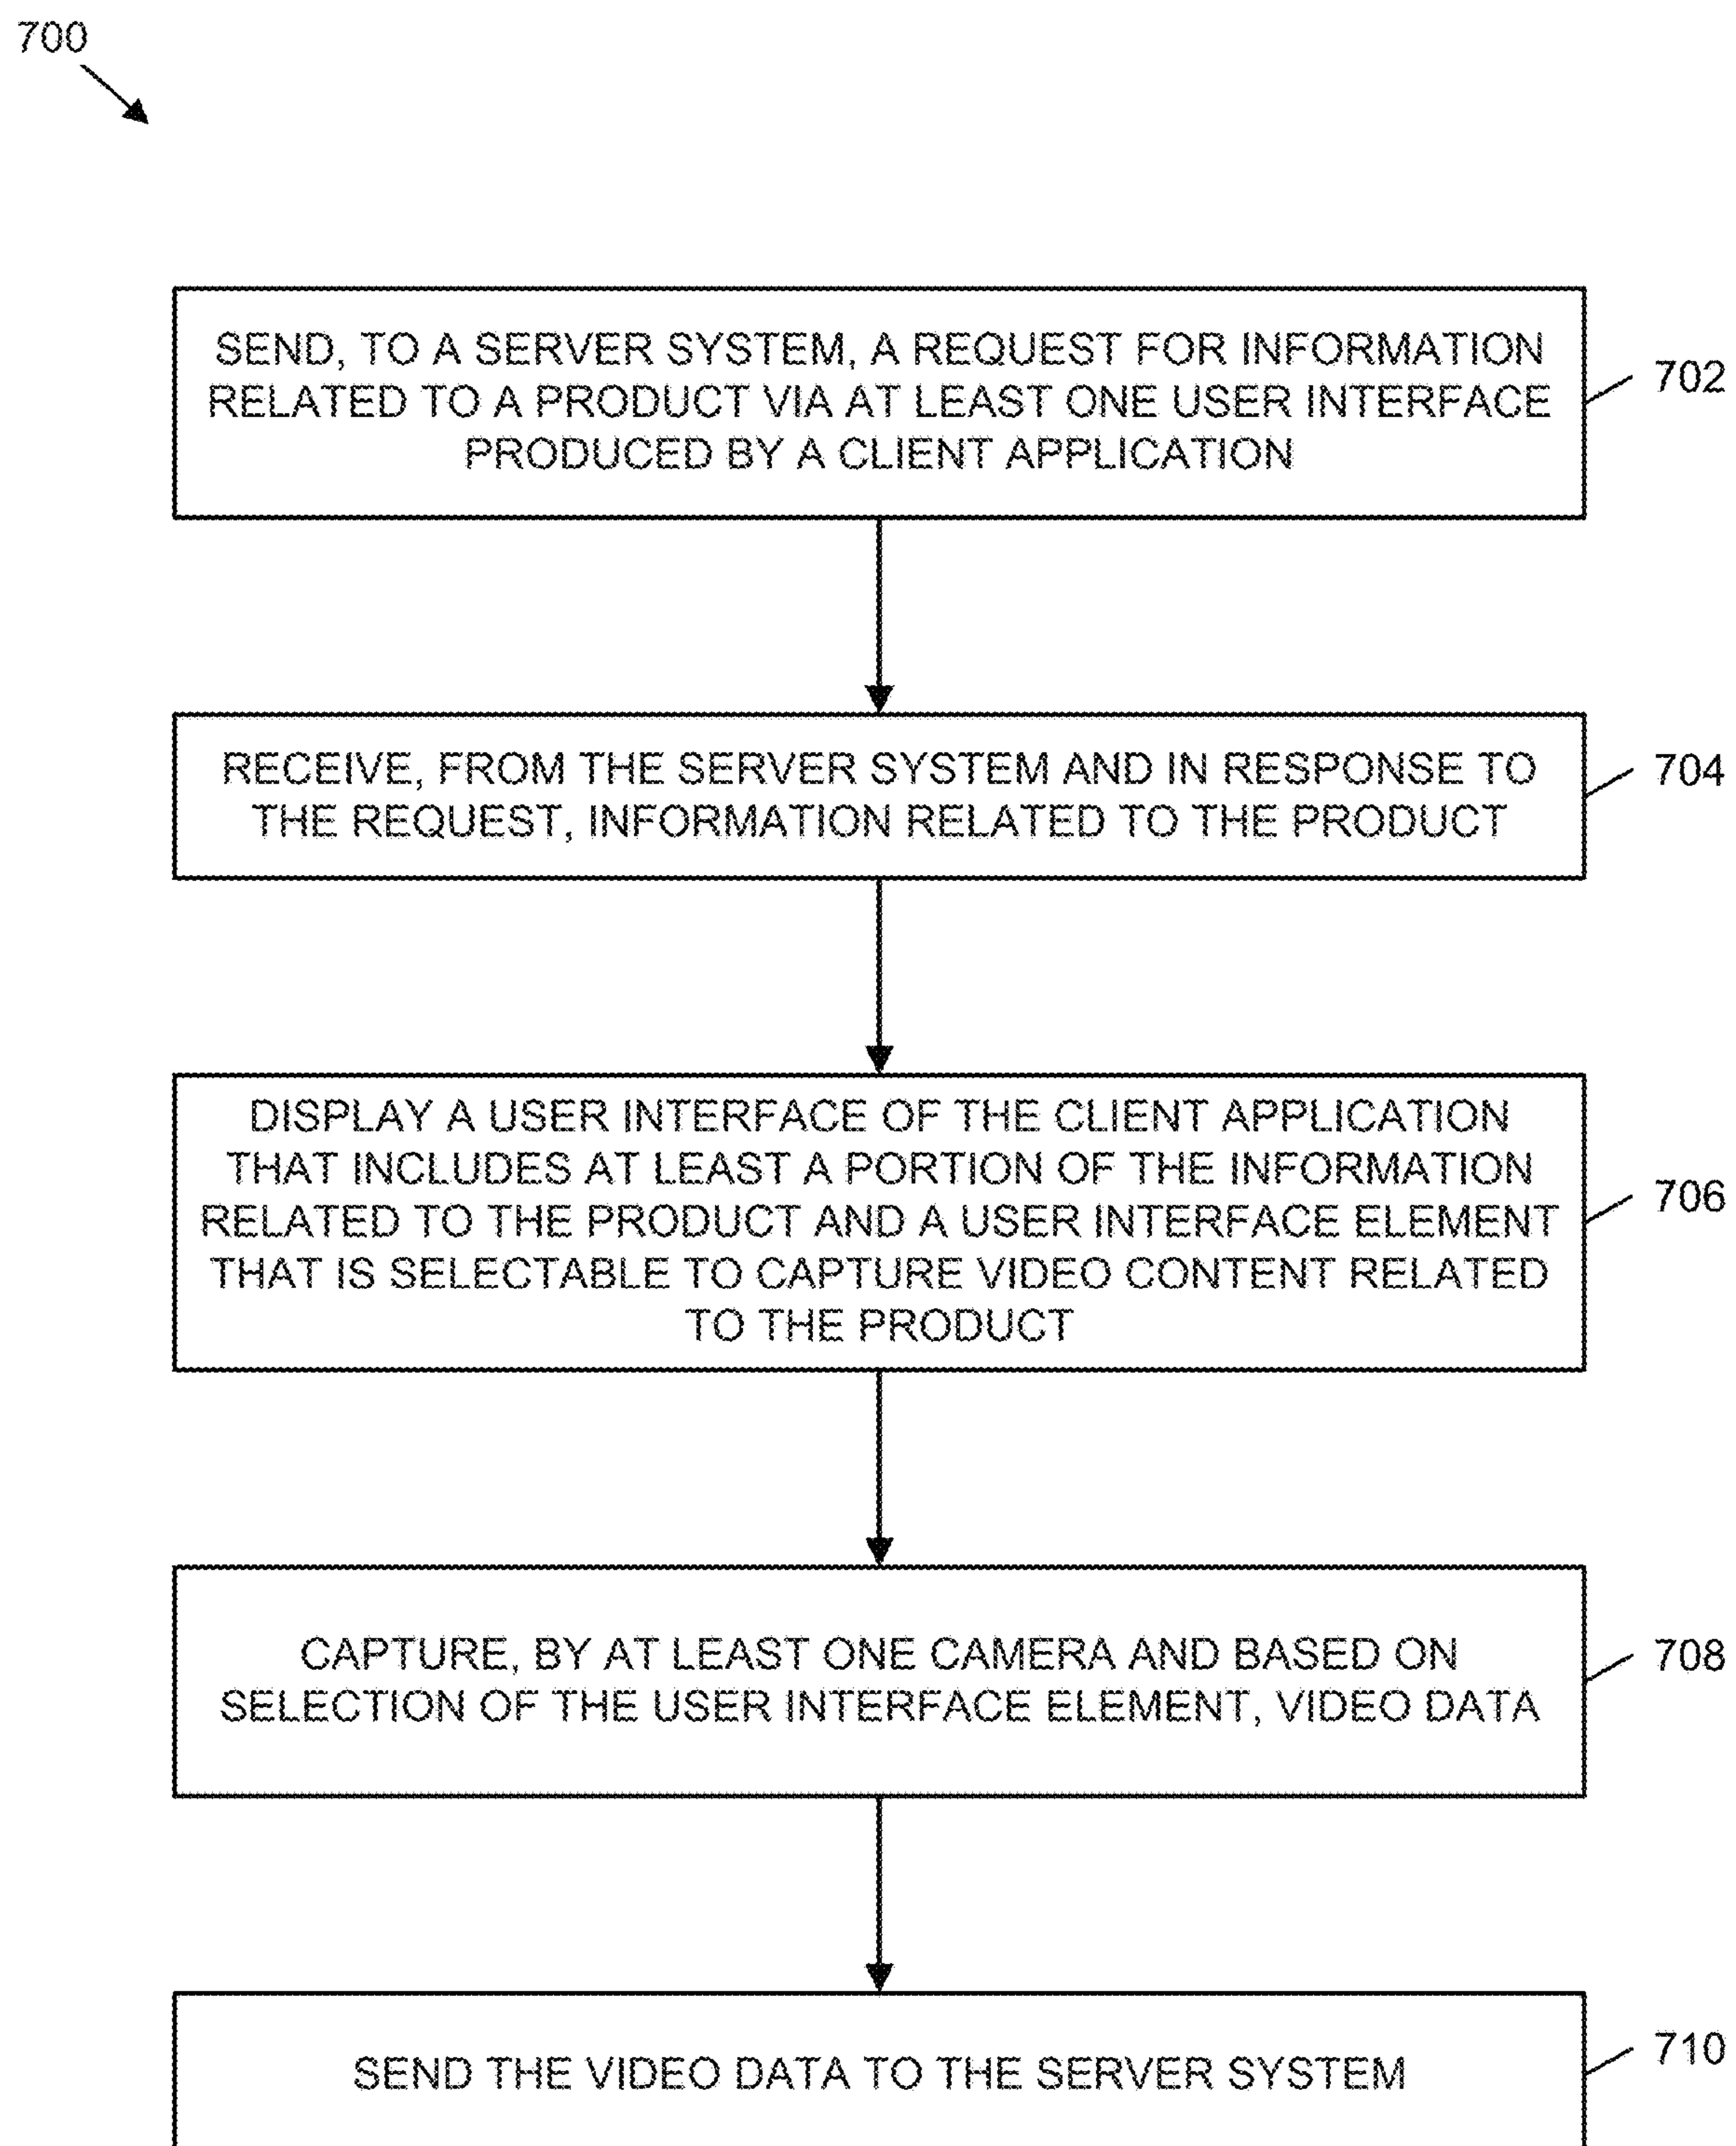 700
SEND, TO A SERVER SYSTEM, A REQUEST FOR INFORMATION
RELATED TO A PRODUCT VIA AT LEAST ONE USER INTERFACE
PRODUCED BY A CLIENT APPLICATION
702
RECEIVE, FROM THE SERVER SYSTEM AND IN RESPONSE TO
THE REQUEST, INFORMATION RELATED TO THE PRODUCT
704
DISPLAY A USER INTERFACE OF THE CLIENT APPLICATION
THAT INCLUDES AT LEAST A PORTION OF THE INFORMATION
RELATED TO THE PRODUCT AND A USER INTERFACE ELEMENT
THAT IS SELECTABLE TO CAPTURE VIDEO CONTENT RELATED
TO THE PRODUCT
706
CAPTURE, BY AT LEAST ONE CAMERA AND BASED ON
SELECTION OF THE USER INTERFACE ELEMENT, VIDEO DATA
708
SEND THE VIDEO DATA TO THE SERVER SYSTEM
710